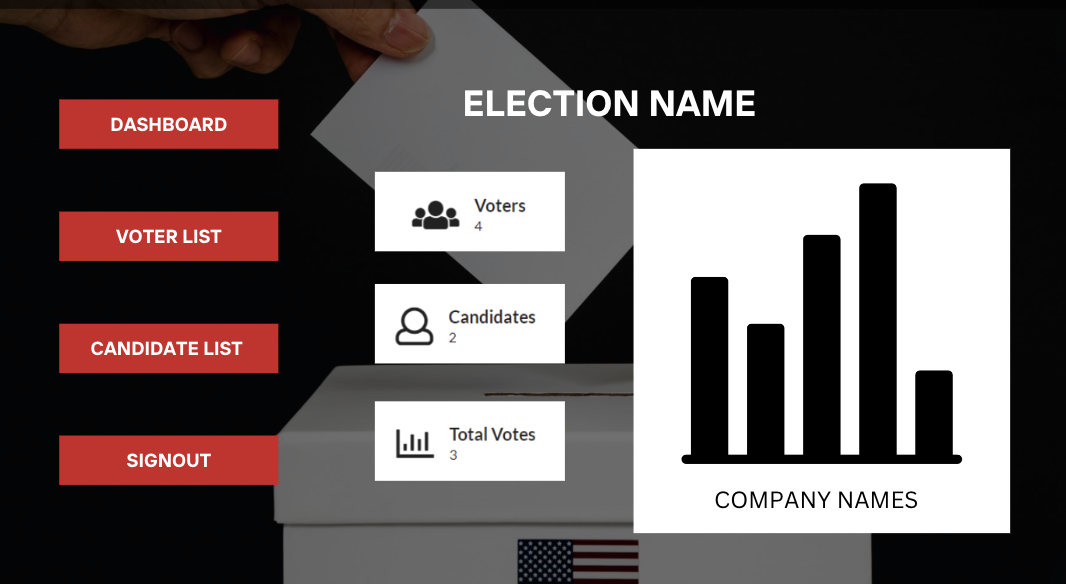 ELECTION NAME
DASHBOARD
VOTER LIST
CANDIDATE LIST
SIGNOUT
Voters
4
Candidates
2
Total Votes
3
COMPANY NAMES